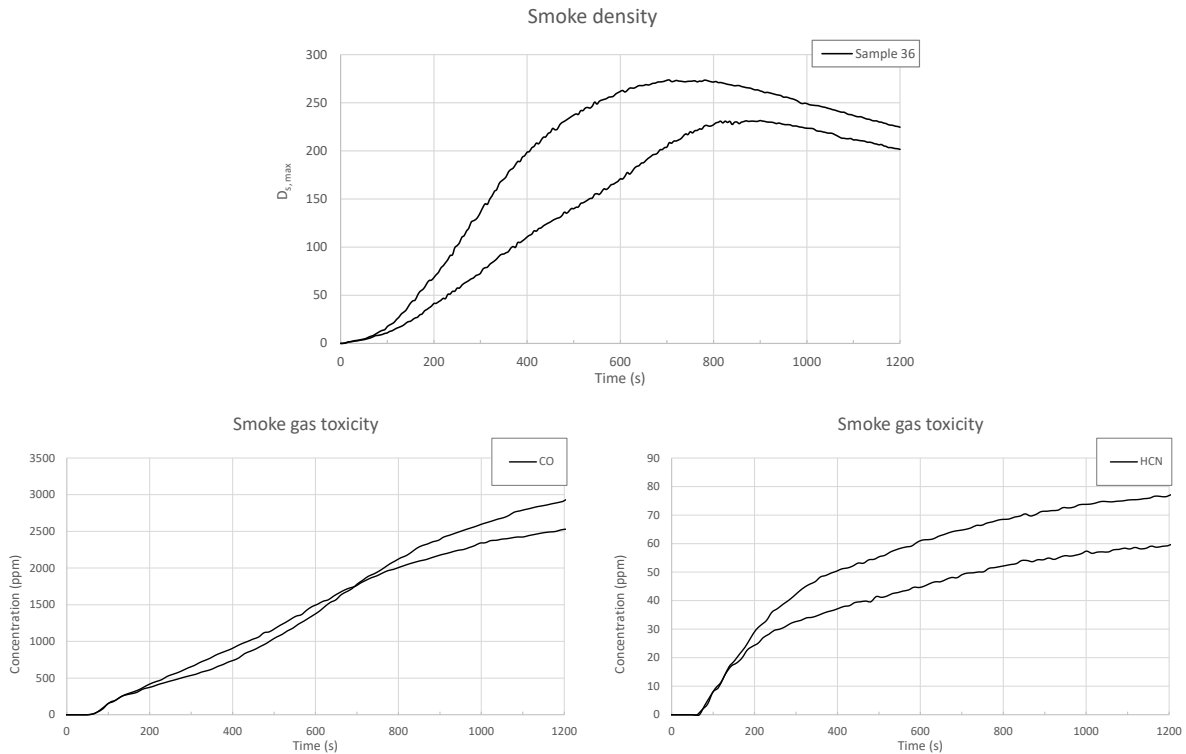 Smoke density
Sample 36
300
250
200
150
100
50
0
Ds, max
0 200 400 600 800 1000 1200
Time (s)
Smoke gas toxicity
CO
3500
3000
2500
2000
1500
1000
500
0
Concentration (ppm)
0 200 400 600 800 1000 1200
Time (s)
Smoke gas toxicity
HCN
90
80
70
60
50
40
30
20
10
0
Concentration (ppm)
0 200 400 600 800 1000 1200
Time (s)